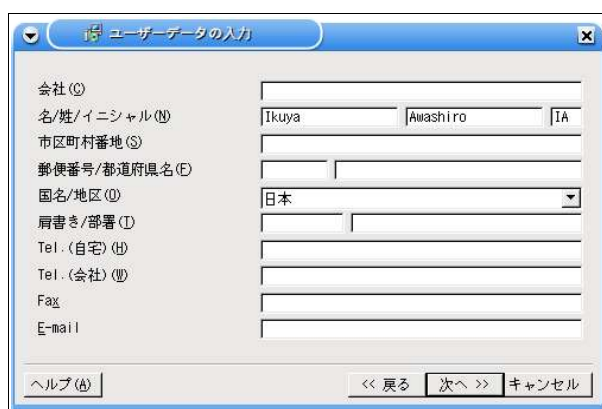 ユーザーデータの入力
会社(C)
名/姓/イニシャル(N) Ikuya Awashiro IA
市区町村番地(S)
郵便番号/都道府県名(F)
国名/地区(O) 日本
肩書き/部署(T)
Tel.(自宅)(H)
Tel.(会社)(W)
Fax
E-mail
ヘルプ(A) << 戻る 次へ >> キャンセル